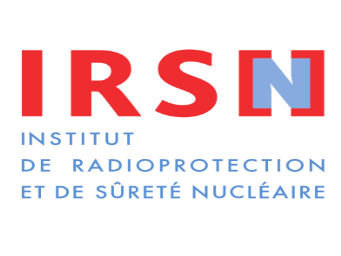 IRSN
INSTITUT
DE RADIOPROTECTION
ET DE SÛRETÉ NUCLÉAIRE